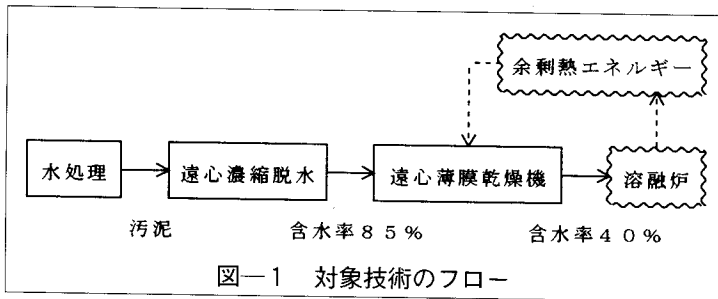 余剰熱エネルギー
水処理
遠心濃縮脱水
遠心薄膜乾燥機
溶融炉
汚泥
含水率85%
含水率40%
図―1 対象技術のフロー